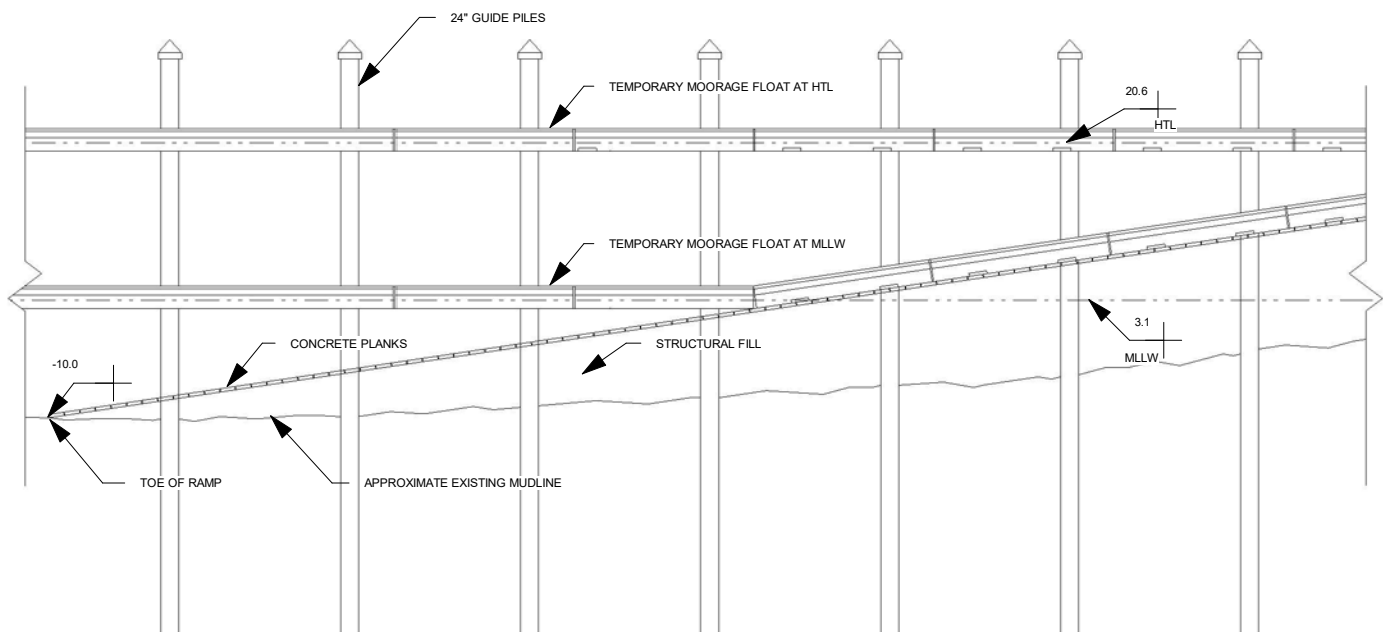 24" GUIDE PILES
TEMPORARY MOORAGE FLOAT AT HTL
20.6
HTL
TEMPORARY MOORAGE FLOAT AT MLLW
3.1
MLLW
CONCRETE PLANKS
STRUCTURAL FILL
-10.0
TOE OF RAMP
APPROXIMATE EXISTING MUDLINE